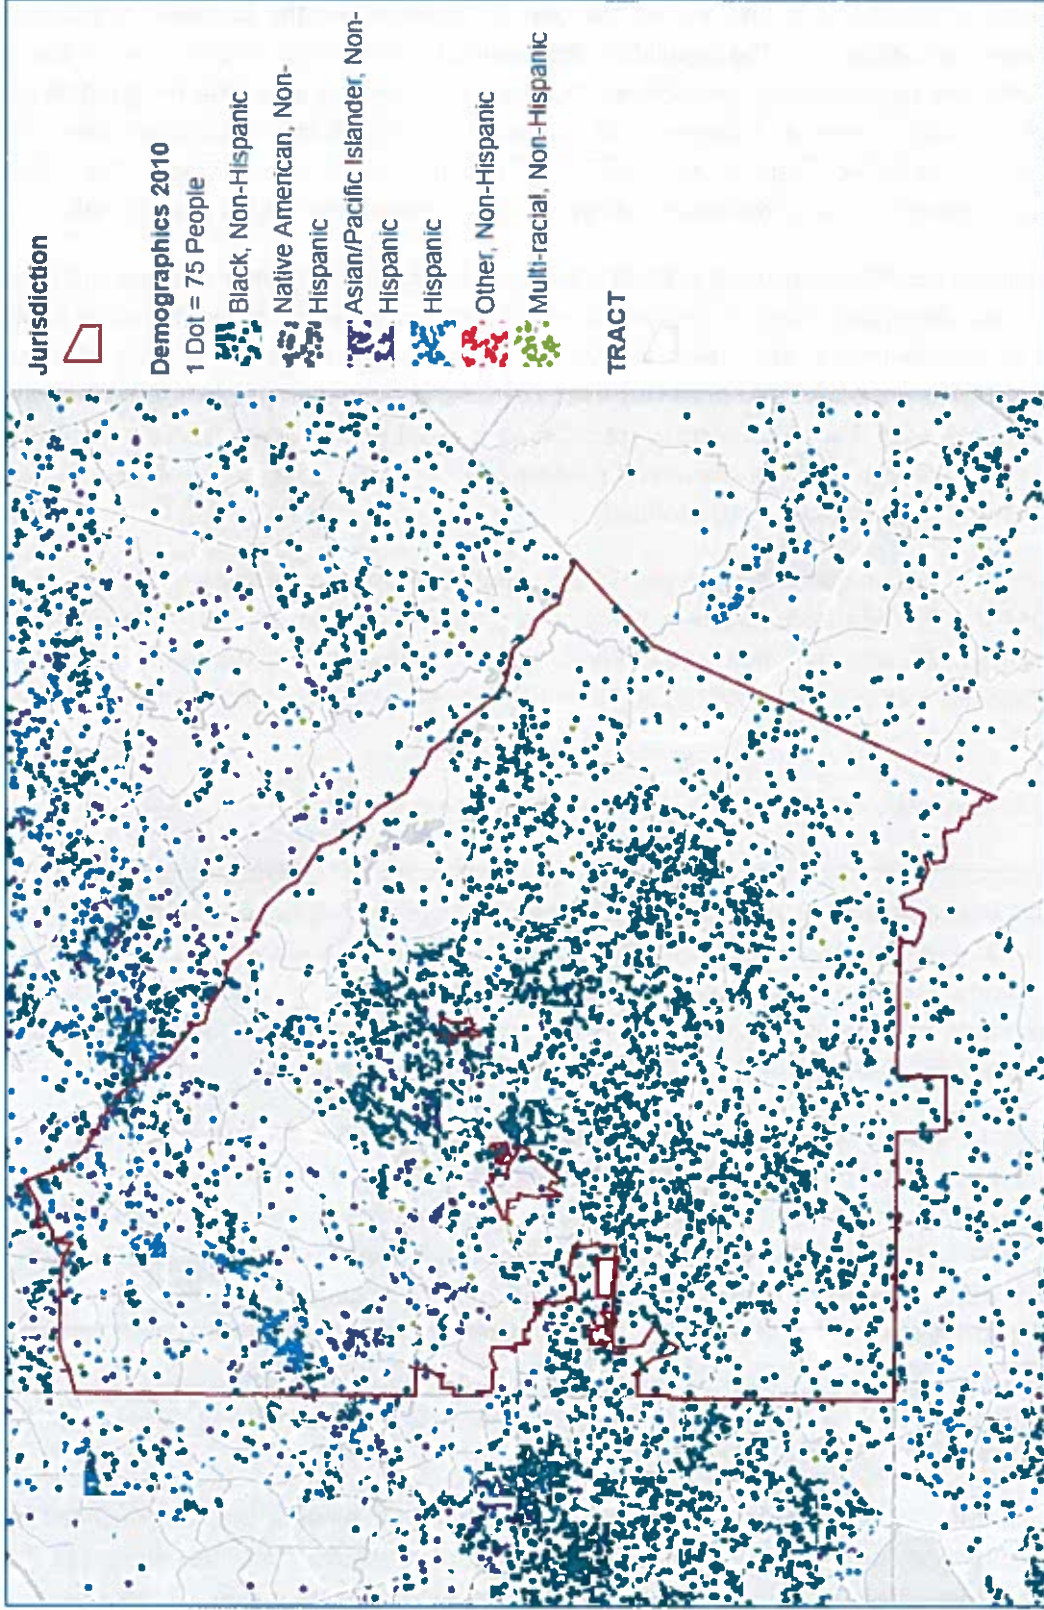 Jurisdiction
Demographics 2010
1 Dot = 75 People
Black, Non-Hispanic
Native American, Non-
Hispanic
Asian/Pacific Islander, Non-
Hispanic
Hispanic
Other, Non-Hispanic
Multi-racial, Non-Hispanic
TRACT